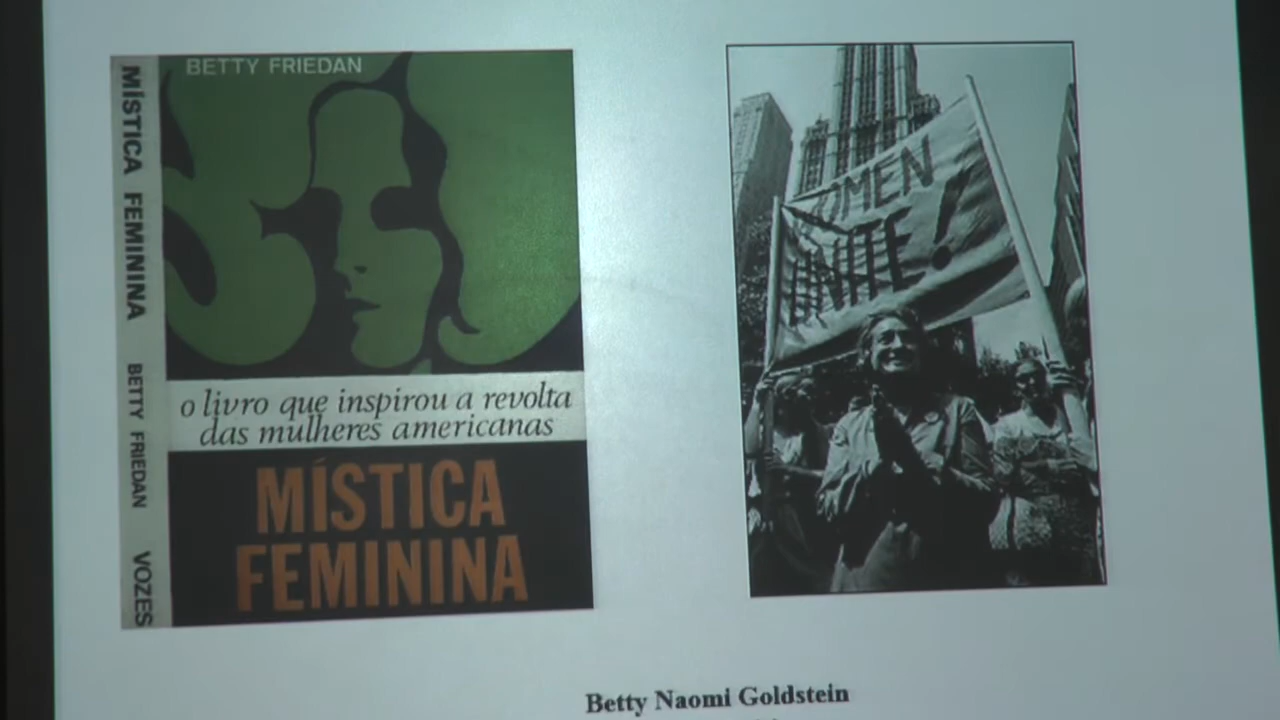 MÍSTICA FEMININA BETTY FRIEDAN VOZES
BETTY FRIEDAN
o livro que inspirou a revolta
das mulheres americanas
MÍSTICA
FEMININA
WOMEN
UNITE!
Betty Naomi Goldstein